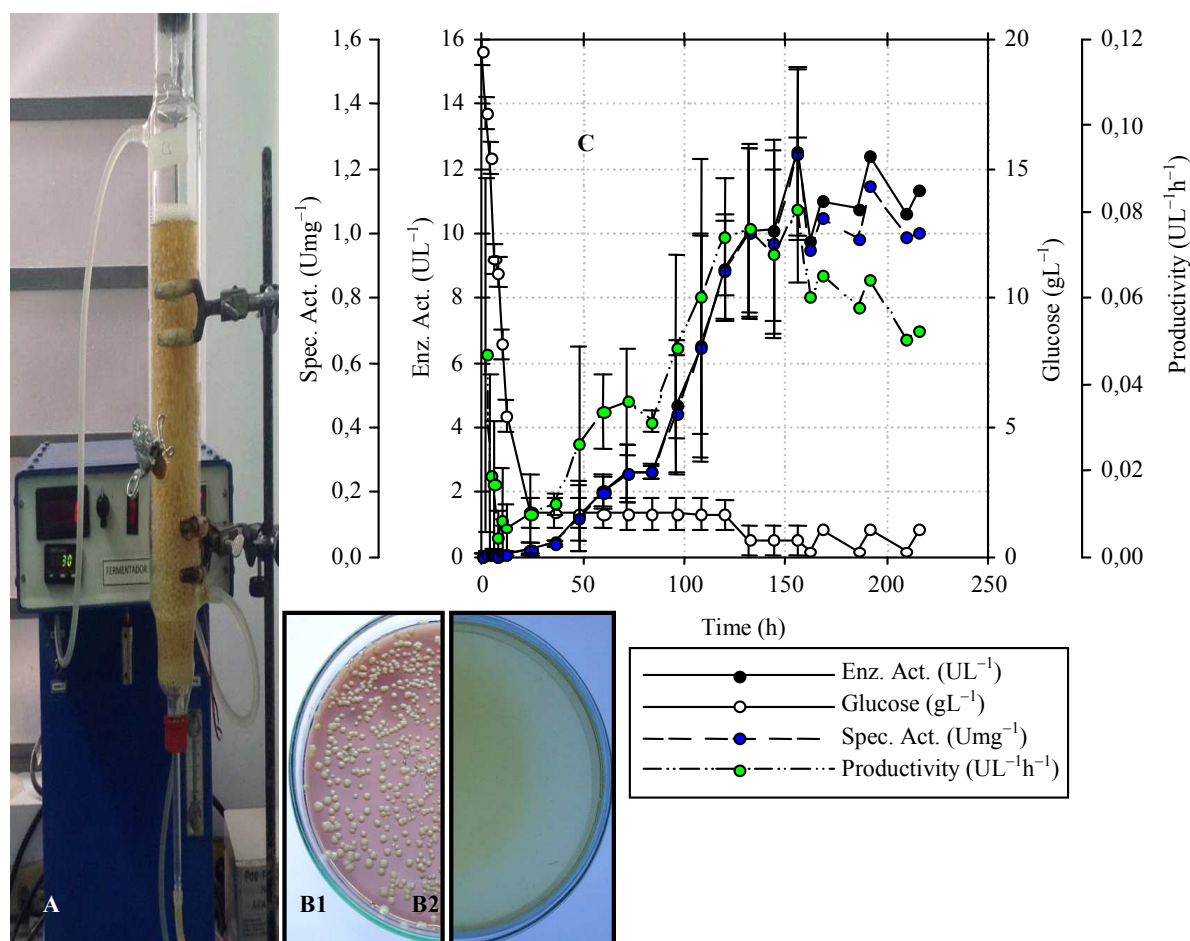 1,6
1,4
1,2
1,0
0,8
0,6
0,4
0,2
0,0
Spec. Act. (Umg⁻¹)
16
14
12
10
8
6
4
2
0
Enz. Act. (UL⁻¹)
C
20
15
10
5
0
Glucose (gL⁻¹)
0,12
0,10
0,08
0,06
0,04
0,02
0,00
Productivity (UL⁻¹h⁻¹)
0 50 100 150 200 250
Time (h)
Enz. Act. (UL⁻¹)
Glucose (gL⁻¹)
Spec. Act. (Umg⁻¹)
Productivity (UL⁻¹h⁻¹)
30
FERMENTADOR
A
B1
B2